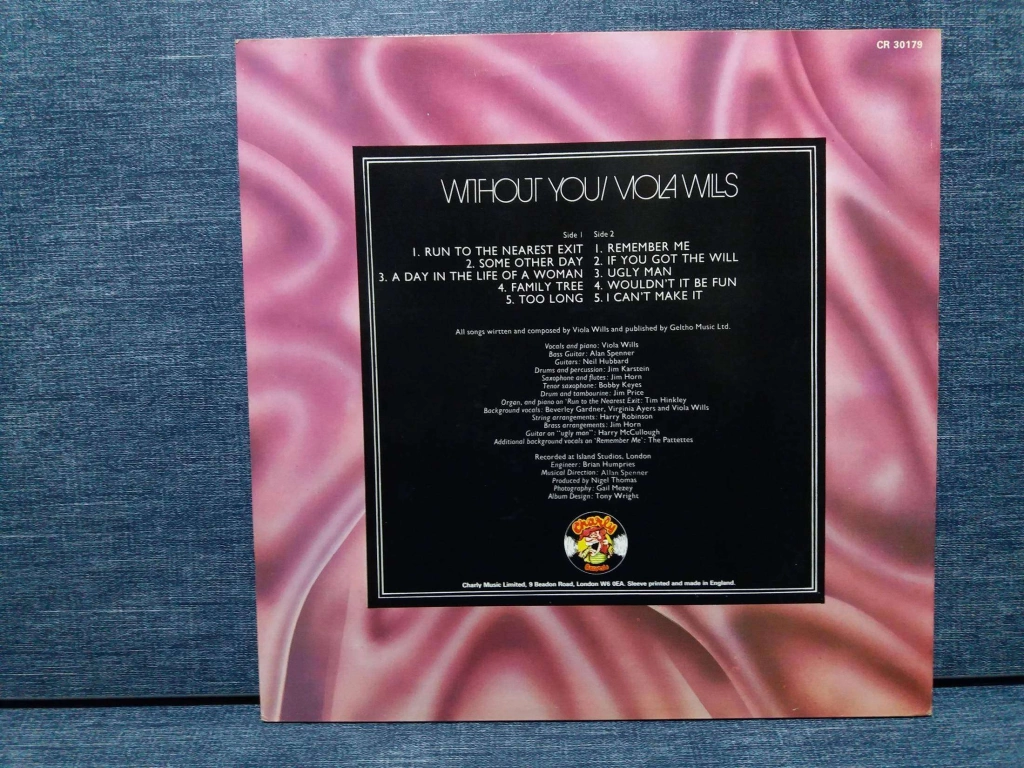 CR 30179
WITHOUT YOU/ VIOLA WILLS
Side 1 Side 2
1. RUN TO THE NEAREST EXIT 1. REMEMBER ME
2. SOME OTHER DAY 2. IF YOU GOT THE WILL
3. A DAY IN THE LIFE OF A WOMAN 3. UGLY MAN
4. FAMILY TREE 4. WOULDN'T IT BE FUN
5. TOO LONG 5. I CAN'T MAKE IT
All songs wirtten and composed by Viola Wills and published by Geltho Music Ltd.
Vocals and piano: Viola Wills
Bass Guitar: Alan Spenner
Guitars: Neil Hubbard
Drums and percussion: Jim Karstein
Saxophone and flutes: Jim Horn
Tenor saxophone: Bobby Keyes
Drum and tambourine: Jim Price
Organ, and piano on 'Run to the Nearest Exit: Tim Hinkley
Background vocals: Beverley Gardner, Virginia Ayers and Viola Wills
String arrangements: Harry Robinson
Brass arrangements: Jim Horn
Guitar on "ugly man": Harry McCullough
Additional background vocals on 'Remember Me': The Pattettes
Recorded at Island Studios, London
Engineer: Brian Humpries
Musical Direction: Allan Spenner
Produced by Nigel Thomas
Photography: Gail Mezey
Album Design: Tony Wright
Charly
Records
Charly Music Limited, 9 Beadon Road, London W6 0EA. Sleeve printed and made in England.